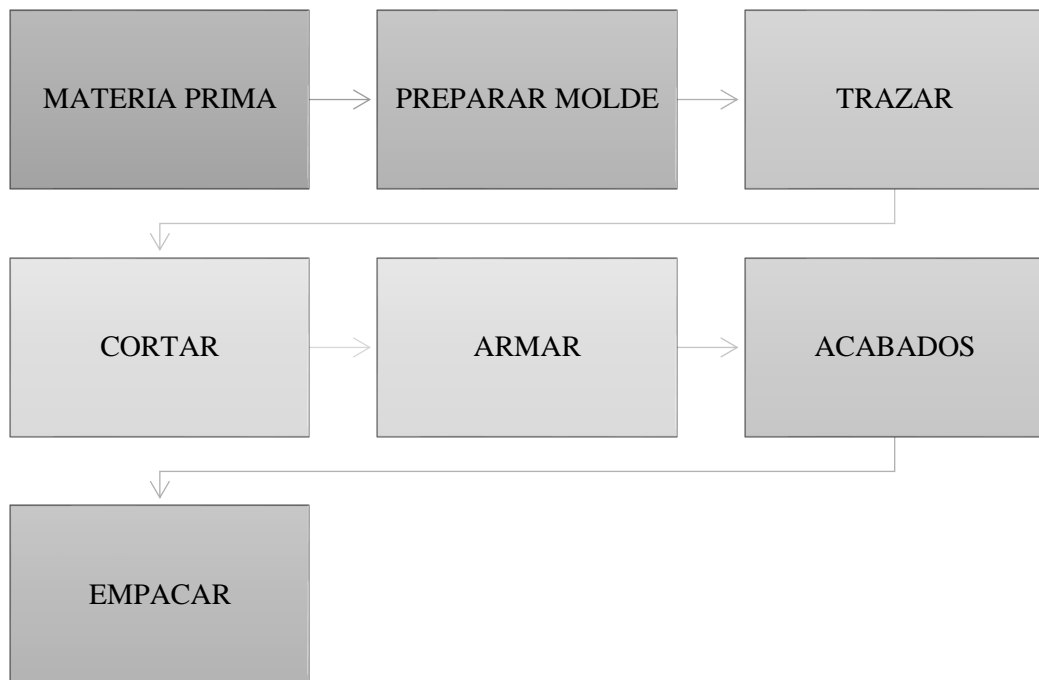 MATERIA PRIMA
PREPARAR MOLDE
TRAZAR
CORTAR
ARMAR
ACABADOS
EMPACAR